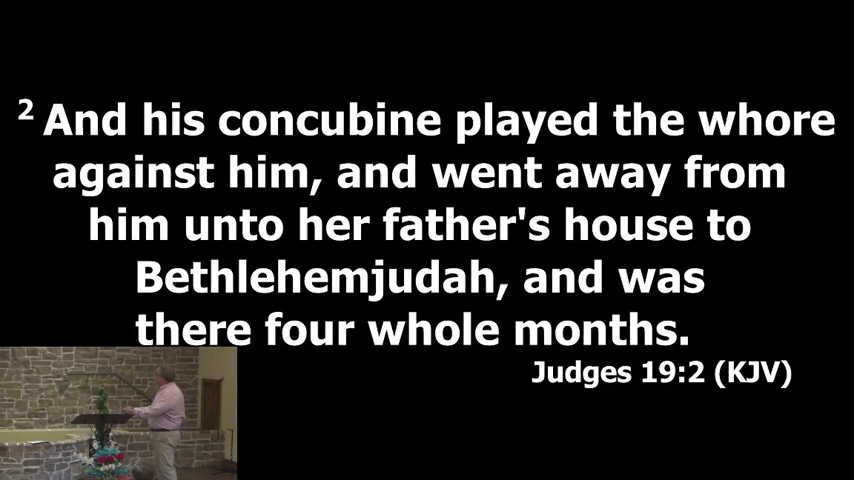 2 And his concubine played the whore
against him, and went away from
him unto her father's house to
Bethlehemjudah, and was
there four whole months.
Judges 19:2 (KJV)